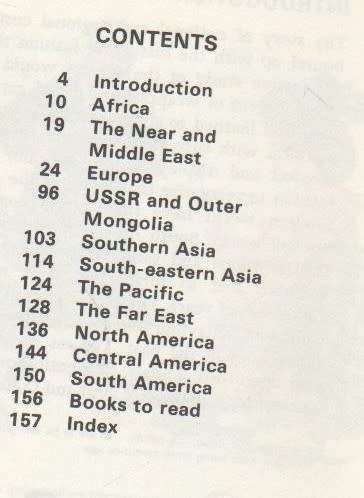 CONTENTS
4 Introduction
10 Africa
19 The Near and
Middle East
24 Europe
96 USSR and Outer
Mongolia
103 Southern Asia
114 South-eastern Asia
124 The Pacific
128 The Far East
136 North America
144 Central America
150 South America
156 Books to read
157 Index